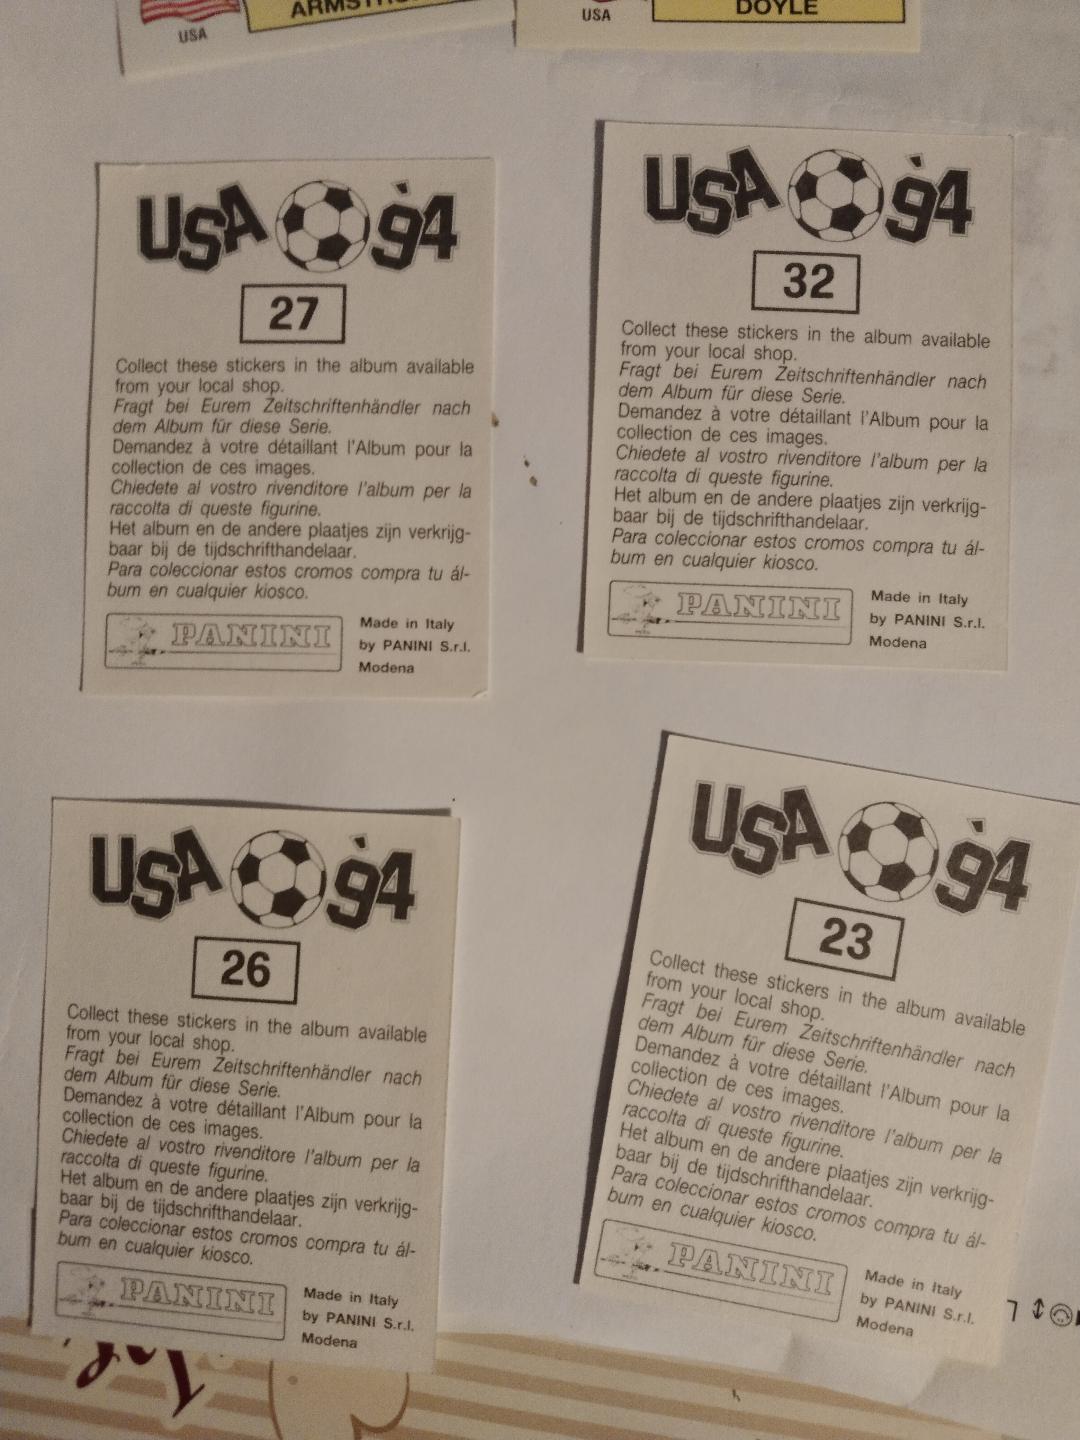 USA
USA
DOYLE
USA '94
27
Collect these stickers in the album available
from your local shop.
Fragt bei Eurem Zeitschriftenhändler nach
dem Album für diese Serie.
Demandez à votre détaillant l'Album pour la
collection de ces images.
Chiedete al vostro rivenditore l'album per la
raccolta di queste figurine.
Het album en de andere plaatjes zijn verkrijg-
baar bij de tijdschrifthandelaar.
Para coleccionar estos cromos compra tu ál-
bum en cualquier kiosco.
PANINI
Made in Italy
by PANINI S.r.l.
Modena
USA '94
32
Collect these stickers in the album available
from your local shop.
Fragt bei Eurem Zeitschriftenhändler nach
dem Album für diese Serie.
Demandez à votre détaillant l'Album pour la
collection de ces images.
Chiedete al vostro rivenditore l'album per la
raccolta di queste figurine.
Het album en de andere plaatjes zijn verkrijg-
baar bij de tijdschrifthandelaar.
Para coleccionar estos cromos compra tu ál-
bum en cualquier kiosco.
PANINI
Made in Italy
by PANINI S.r.l.
Modena
USA '94
26
Collect these stickers in the album available
from your local shop.
Fragt bei Eurem Zeitschriftenhändler nach
dem Album für diese Serie.
Demandez à votre détaillant l'Album pour la
collection de ces images.
Chiedete al vostro rivenditore l'album per la
raccolta di queste figurine.
Het album en de andere plaatjes zijn verkrijg-
baar bij de tijdschrifthandelaar.
Para coleccionar estos cromos compra tu ál-
bum en cualquier kiosco.
PANINI
Made in Italy
by PANINI S.r.l.
Modena
USA '94
23
Collect these stickers in the album available
from your local shop.
Fragt bei Eurem Zeitschriftenhändler nach
dem Album für diese Serie.
Demandez à votre détaillant l'Album pour la
collection de ces images.
Chiedete al vostro rivenditore l'album per la
raccolta di queste figurine.
Het album en de andere plaatjes zijn verkrijg-
baar bij de tijdschrifthandelaar.
Para coleccionar estos cromos compra tu ál-
bum en cualquier kiosco.
PANINI
Made in Italy
by PANINI S.r.l.
Modena